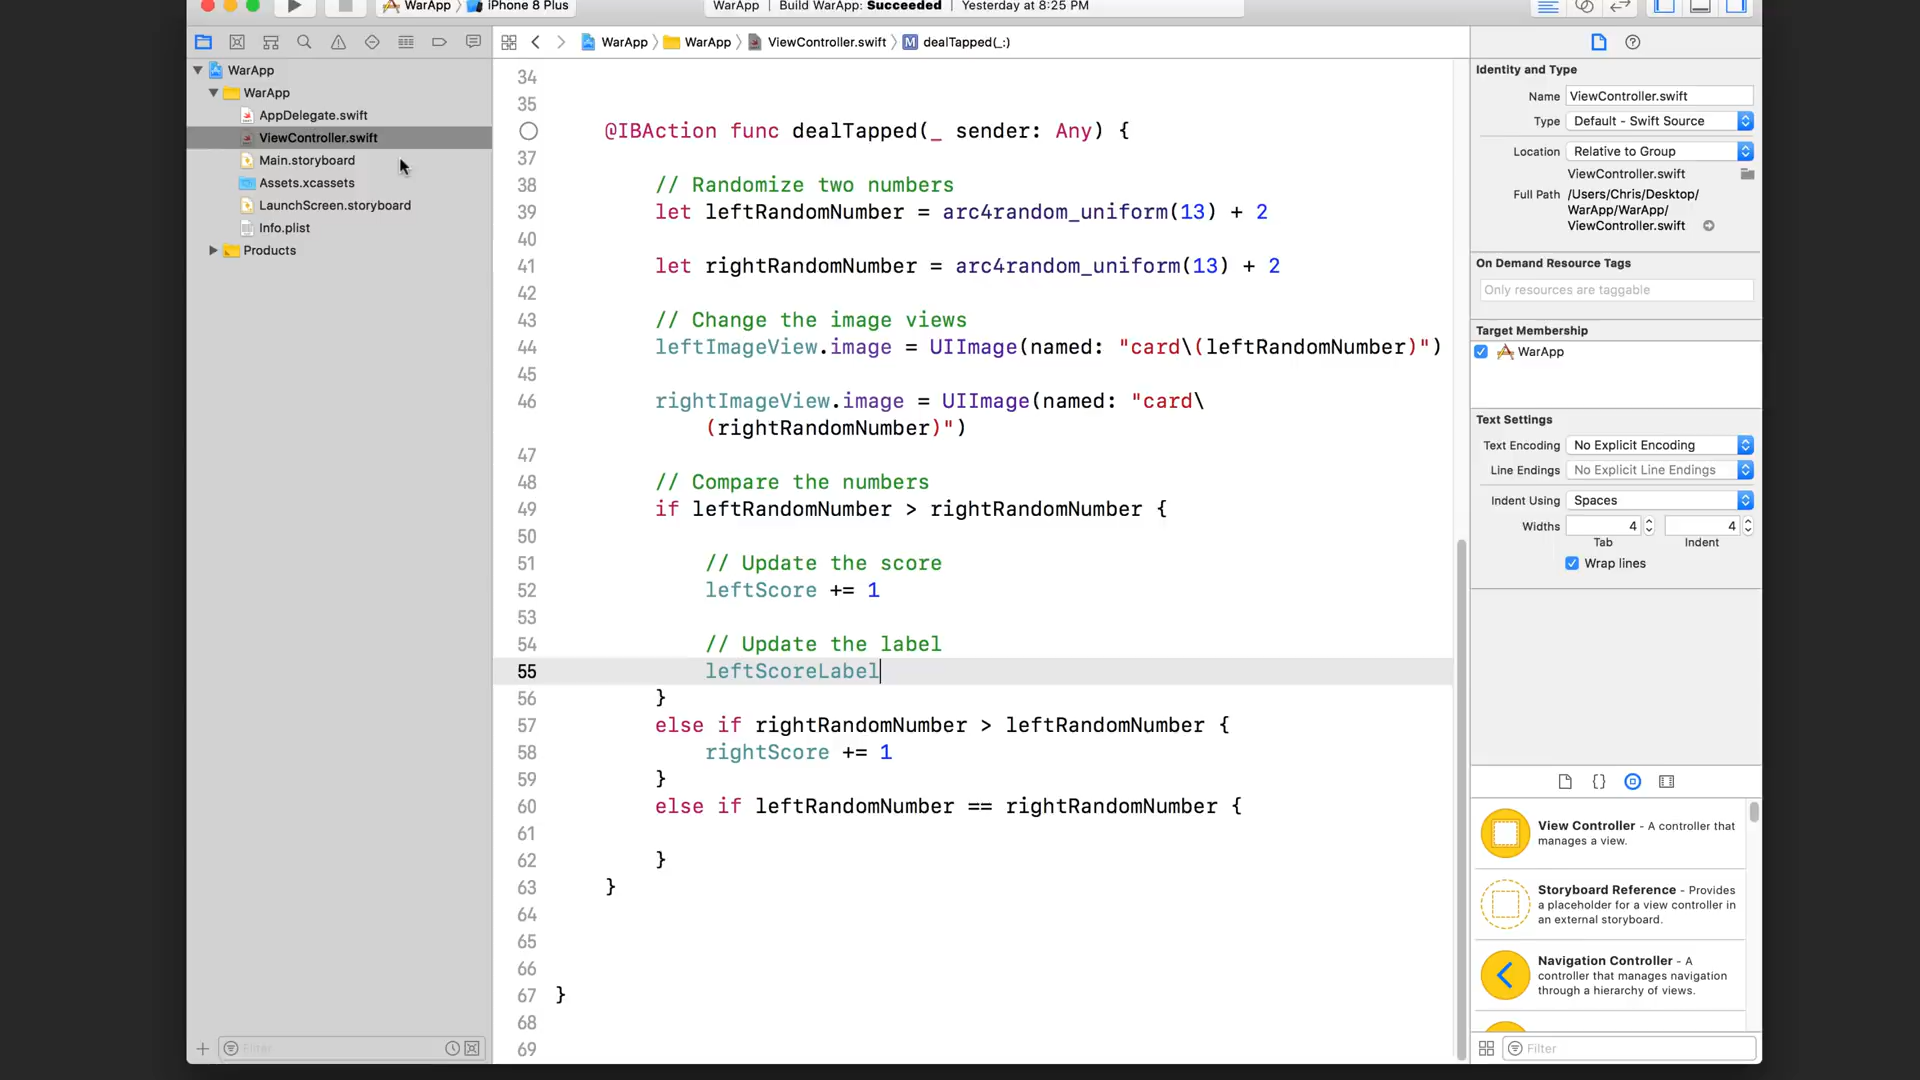 WarApp iPhone 8 Plus WarApp | Build WarApp: Succeeded | Yesterday at 8:25 PM
WarApp WarApp ViewController.swift M dealTapped(_:)
WarApp
WarApp
AppDelegate.swift
ViewController.swift
Main.storyboard
Assets.xcassets
LaunchScreen.storyboard
Info.plist
Products
Filter
34
35
@IBAction func dealTapped(_ sender: Any) {
37
38 // Randomize two numbers
39 let leftRandomNumber = arc4random_uniform(13) + 2
40
41 let rightRandomNumber = arc4random_uniform(13) + 2
42
43 // Change the image views
44 leftImageView.image = UIImage(named: "card\(leftRandomNumber)")
45
46 rightImageView.image = UIImage(named: "card\
(rightRandomNumber)")
47
48 // Compare the numbers
49 if leftRandomNumber > rightRandomNumber {
50
51 // Update the score
52 leftScore += 1
53
54 // Update the label
55 leftScoreLabel
56 }
57 else if rightRandomNumber > leftRandomNumber {
58 rightScore += 1
59 }
60 else if leftRandomNumber == rightRandomNumber {
61
62 }
63 }
64
65
66
67 }
68
69
Identity and Type
Name ViewController.swift
Type Default - Swift Source
Location Relative to Group
ViewController.swift
Full Path /Users/Chris/Desktop/
WarApp/WarApp/
ViewController.swift
On Demand Resource Tags
Only resources are taggable
Target Membership
WarApp
Text Settings
Text Encoding No Explicit Encoding
Line Endings No Explicit Line Endings
Indent Using Spaces
Widths 4 4
Tab Indent
Wrap lines
View Controller - A controller that
manages a view.
Storyboard Reference - Provides
a placeholder for a view controller in
an external storyboard.
Navigation Controller - A
controller that manages navigation
through a hierarchy of views.
Filter